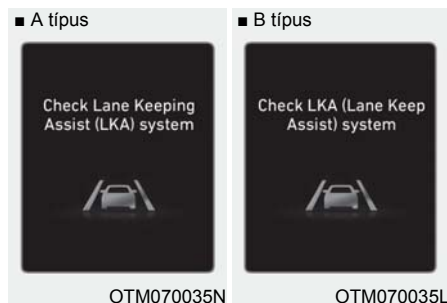 ■ A típus
Check Lane Keeping
Assist (LKA) system
OTM070035N
■ B típus
Check LKA (Lane Keep
Assist) system
OTM070035L